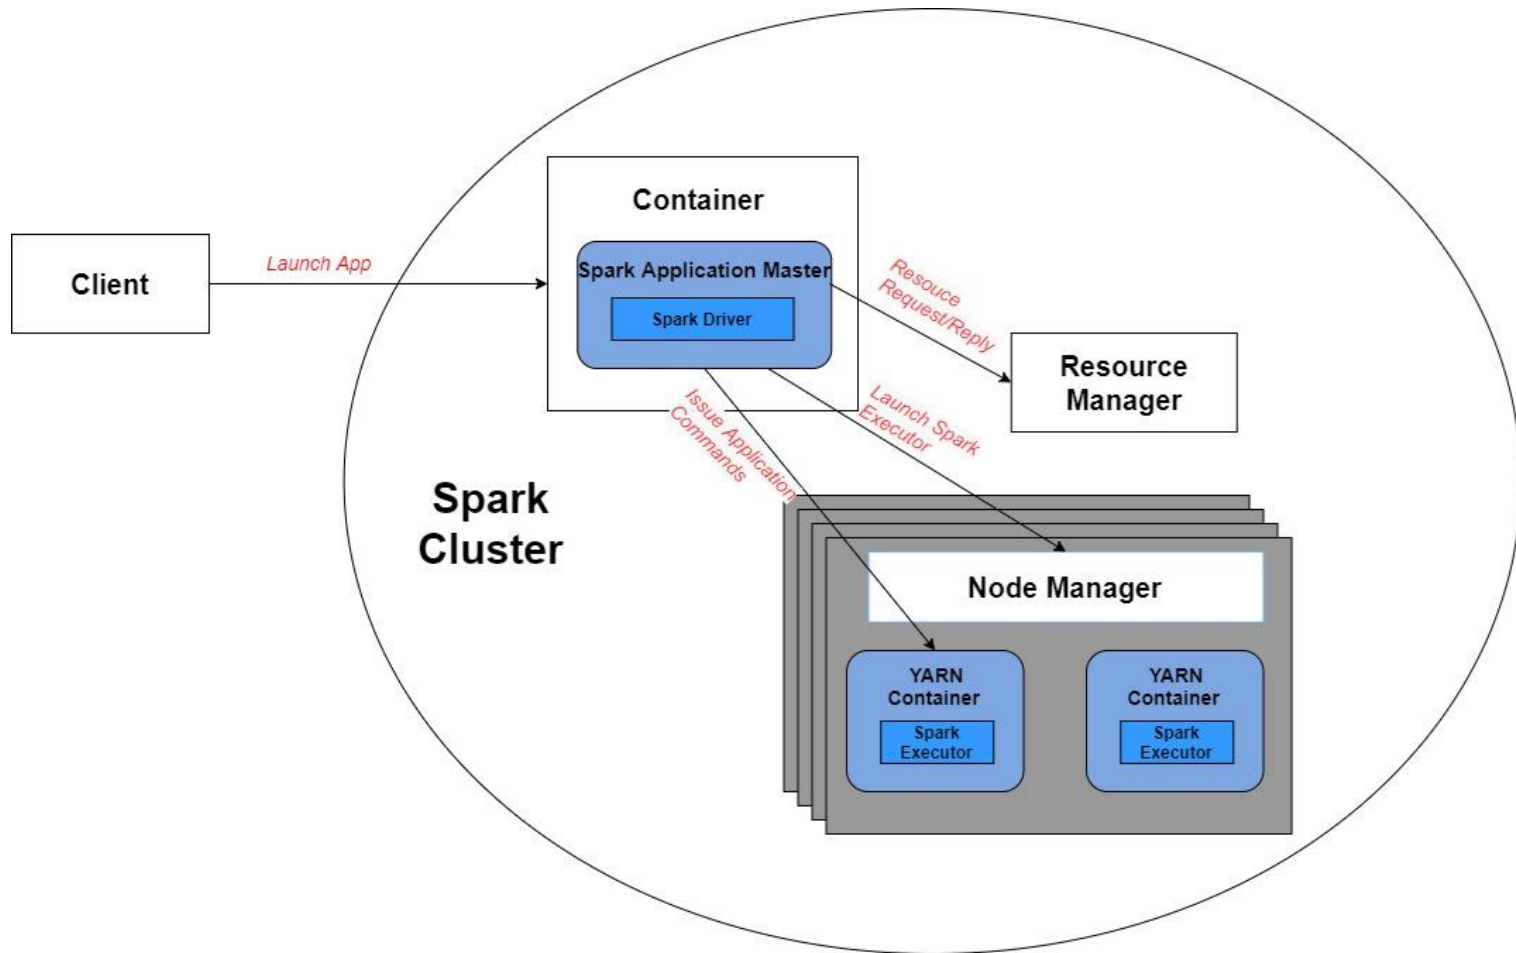 Container
Client
Launch App
Spark Application Master
Spark Driver
Resouce
Request/Reply
Resource
Manager
Issue Application
Commands
Launch Spark
Executor
Spark
Cluster
Node Manager
YARN
Container
Spark
Executor
YARN
Container
Spark
Executor